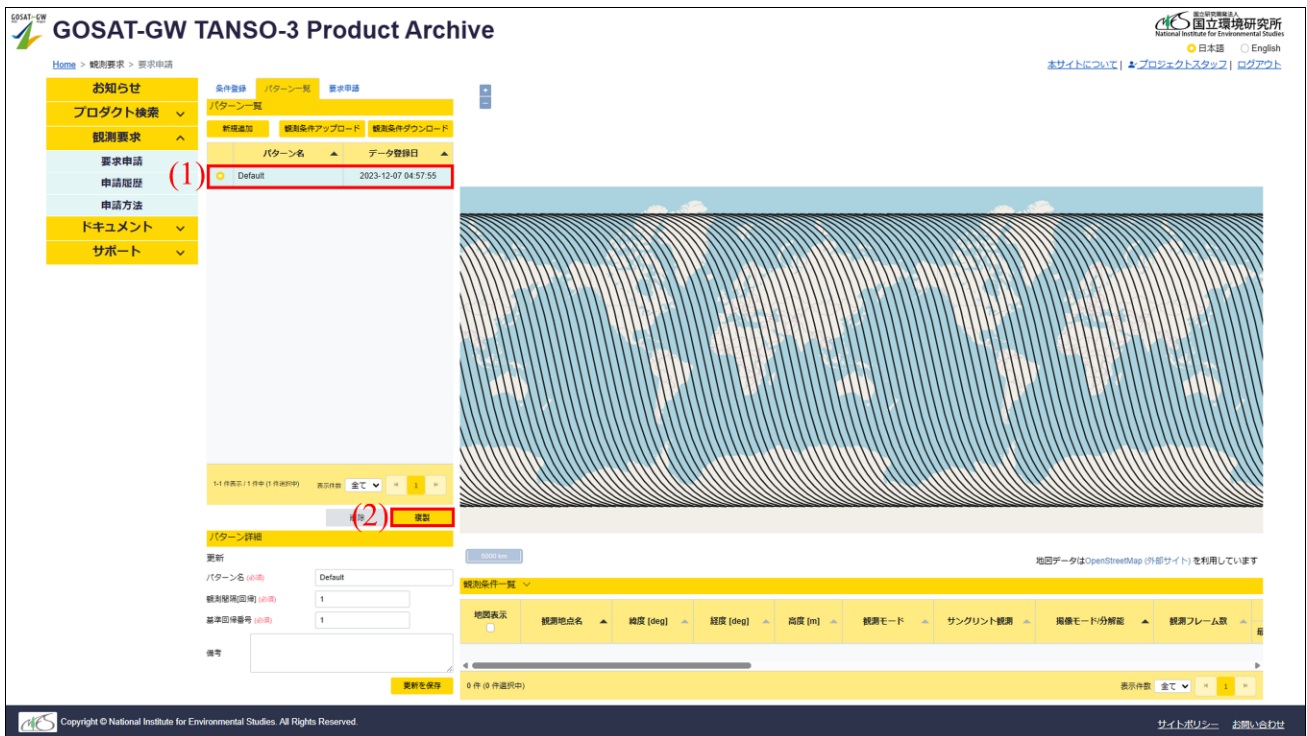 GOSAT-GW
GOSAT-GW TANSO-3 Product Archive
国立研究開発法人
国立環境研究所
National Institute for Environmental Studies
日本語 English
Home > 観測要求 > 要求申請
本サイトについて | プロジェクトスタッフ | ログアウト
お知らせ
プロダクト検索
観測要求
要求申請
申請履歴
申請方法
ドキュメント
サポート
条件登録 パターン一覧 要求申請
パターン一覧
新規追加 観測条件アップロード 観測条件ダウンロード
パターン名 ▲ データ登録日 ▲
(1)
Default 2023-12-07 04:57:55
+
−
1-1 件表示 / 1 件中 (1 件選択中) 表示件数 全て « 1 »
(2)
削除 複製
パターン詳細
更新
パターン名 (必須) Default
観測間隔[回帰] (必須) 1
基準回帰番号 (必須) 1
備考
更新を保存
5000 km
地図データはOpenStreetMap (外部サイト) を利用しています
観測条件一覧
地図表示 観測地点名 ▲ 緯度 [deg] 経度 [deg] 高度 [m] 観測モード サングリント観測 撮像モード/分解能 ▲ 観測フレーム数
0 件 (0 件選択中) 表示件数 全て « 1 »
NIES
Copyright © National Institute for Environmental Studies. All Rights Reserved.
サイトポリシー お問い合わせ